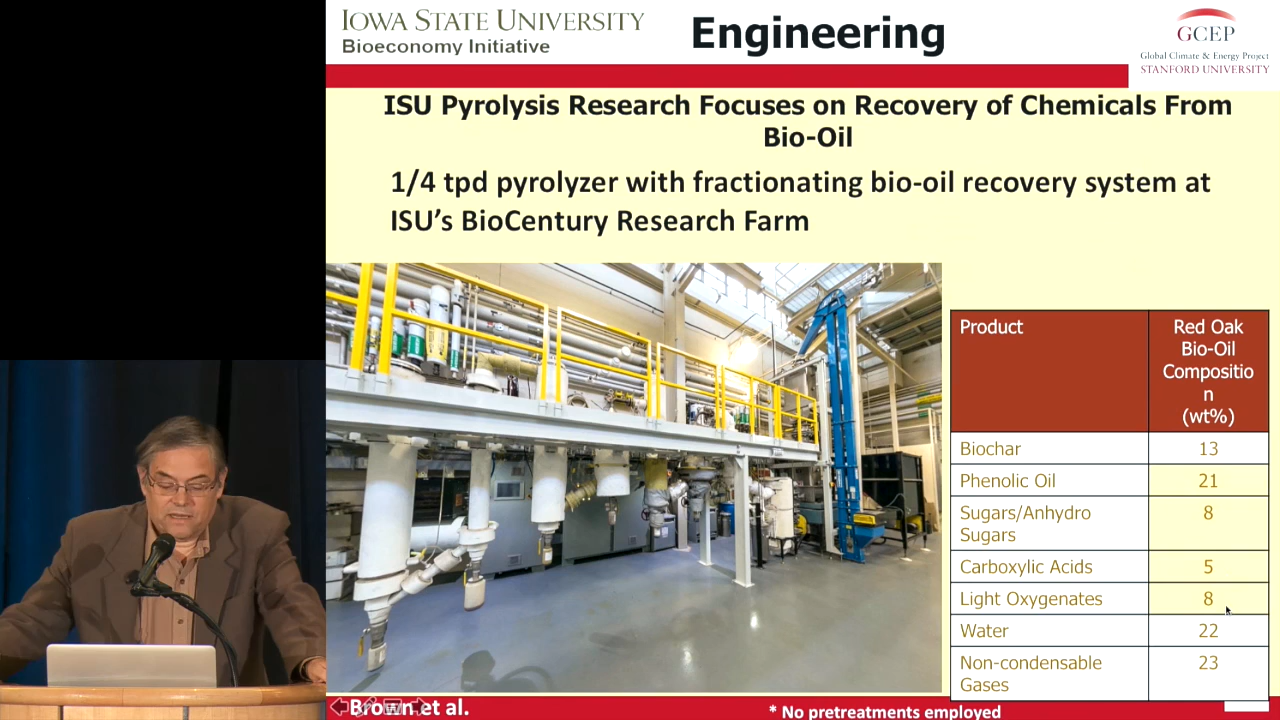 IOWA STATE UNIVERSITY
Bioeconomy Initiative
Engineering
GCEP
Global Climate & Energy Project
STANFORD UNIVERSITY
ISU Pyrolysis Research Focuses on Recovery of Chemicals From
Bio-Oil
1/4 tpd pyrolyzer with fractionating bio-oil recovery system at
ISU's BioCentury Research Farm
Product
Red Oak
Bio-Oil
Compositio
n
(wt%)
Biochar 13
Phenolic Oil 21
Sugars/Anhydro 8
Sugars
Carboxylic Acids 5
Light Oxygenates 8
Water 22
Non-condensable 23
Gases
Brown et al.
* No pretreatments employed